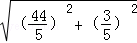 √((44/5)² + (3/5)²)